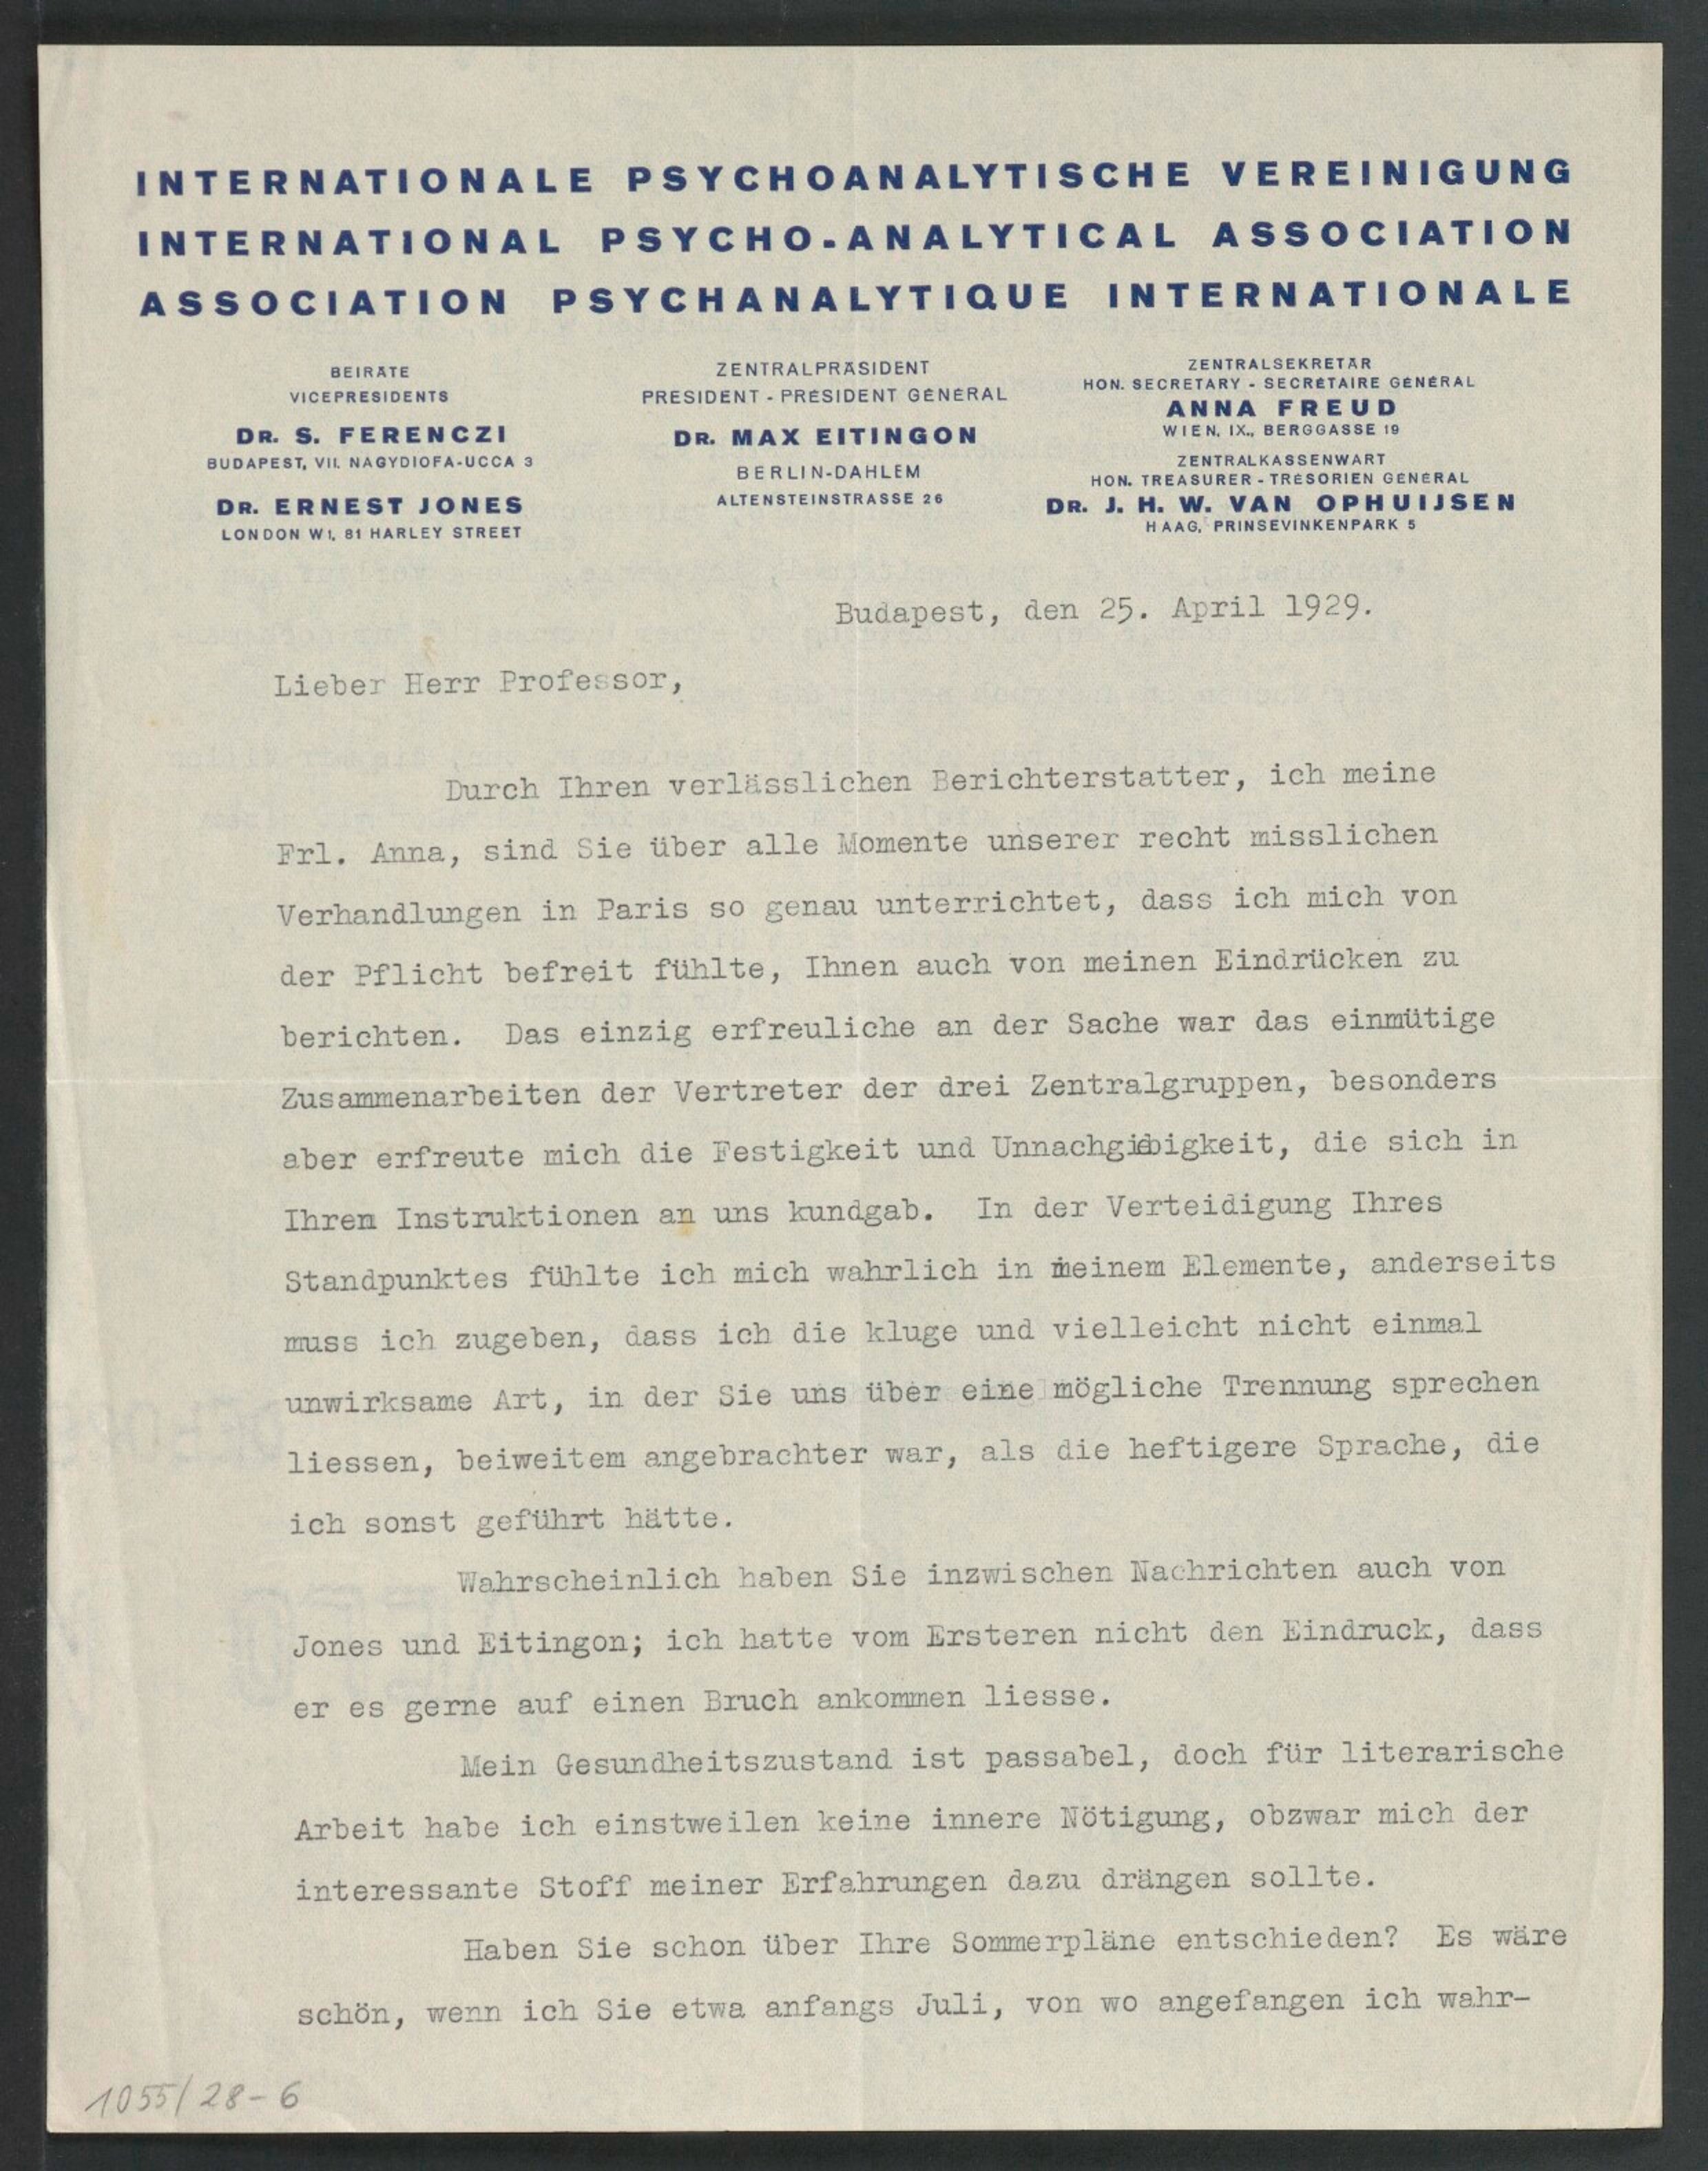 INTERNATIONALE PSYCHOANALYTISCHE VEREINIGUNG
INTERNATIONAL PSYCHO-ANALYTICAL ASSOCIATION
ASSOCIATION PSYCHANALYTIQUE INTERNATIONALE
BEIRÄTE
VICEPRESIDENTS
DR. S. FERENCZI
BUDAPEST, VII. NAGYDIOFA-UCCA 3
DR. ERNEST JONES
LONDON W1, 81 HARLEY STREET
ZENTRALPRÄSIDENT
PRESIDENT - PRÉSIDENT GÉNÉRAL
DR. MAX EITINGON
BERLIN-DAHLEM
ALTENSTEINSTRASSE 26
ZENTRALSEKRETÄR
HON. SECRETARY - SECRÉTAIRE GÉNÉRAL
ANNA FREUD
WIEN, IX., BERGGASSE 19
ZENTRALKASSENWART
HON. TREASURER - TRÉSORIEN GÉNÉRAL
DR. J. H. W. VAN OPHUIJSEN
HAAG, PRINSEVINKENPARK 5
Budapest, den 25. April 1929.
Lieber Herr Professor,
Durch Ihren verlässlichen Berichterstatter, ich meine
Frl. Anna, sind Sie über alle Momente unserer recht misslichen
Verhandlungen in Paris so genau unterrichtet, dass ich mich von
der Pflicht befreit fühlte, Ihnen auch von meinen Eindrücken zu
berichten. Das einzig erfreuliche an der Sache war das einmütige
Zusammenarbeiten der Vertreter der drei Zentralgruppen, besonders
aber erfreute mich die Festigkeit und Unnachgiebigkeit, die sich in
Ihren Instruktionen an uns kundgab. In der Verteidigung Ihres
Standpunktes fühlte ich mich wahrlich in meinem Elemente, anderseits
muss ich zugeben, dass ich die kluge und vielleicht nicht einmal
unwirksame Art, in der Sie uns über eine mögliche Trennung sprechen
liessen, beiweitem angebrachter war, als die heftigere Sprache, die
ich sonst geführt hätte.
Wahrscheinlich haben Sie inzwischen Nachrichten auch von
Jones und Eitingon; ich hatte vom Ersteren nicht den Eindruck, dass
er es gerne auf einen Bruch ankommen liesse.
Mein Gesundheitszustand ist passabel, doch für literarische
Arbeit habe ich einstweilen keine innere Nötigung, obzwar mich der
interessante Stoff meiner Erfahrungen dazu drängen sollte.
Haben Sie schon über Ihre Sommerpläne entschieden? Es wäre
schön, wenn ich Sie etwa anfangs Juli, von wo angefangen ich wahr-
1055/28-6